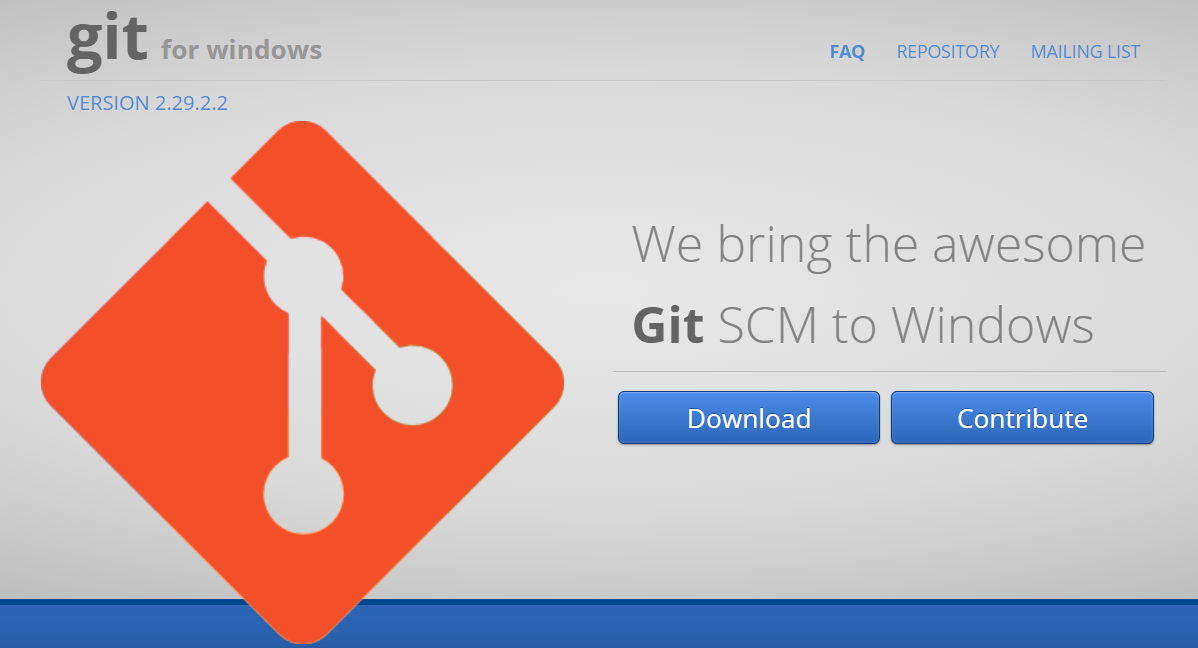 git for windows
FAQ REPOSITORY MAILING LIST
VERSION 2.29.2.2
We bring the awesome
Git SCM to Windows
Download Contribute